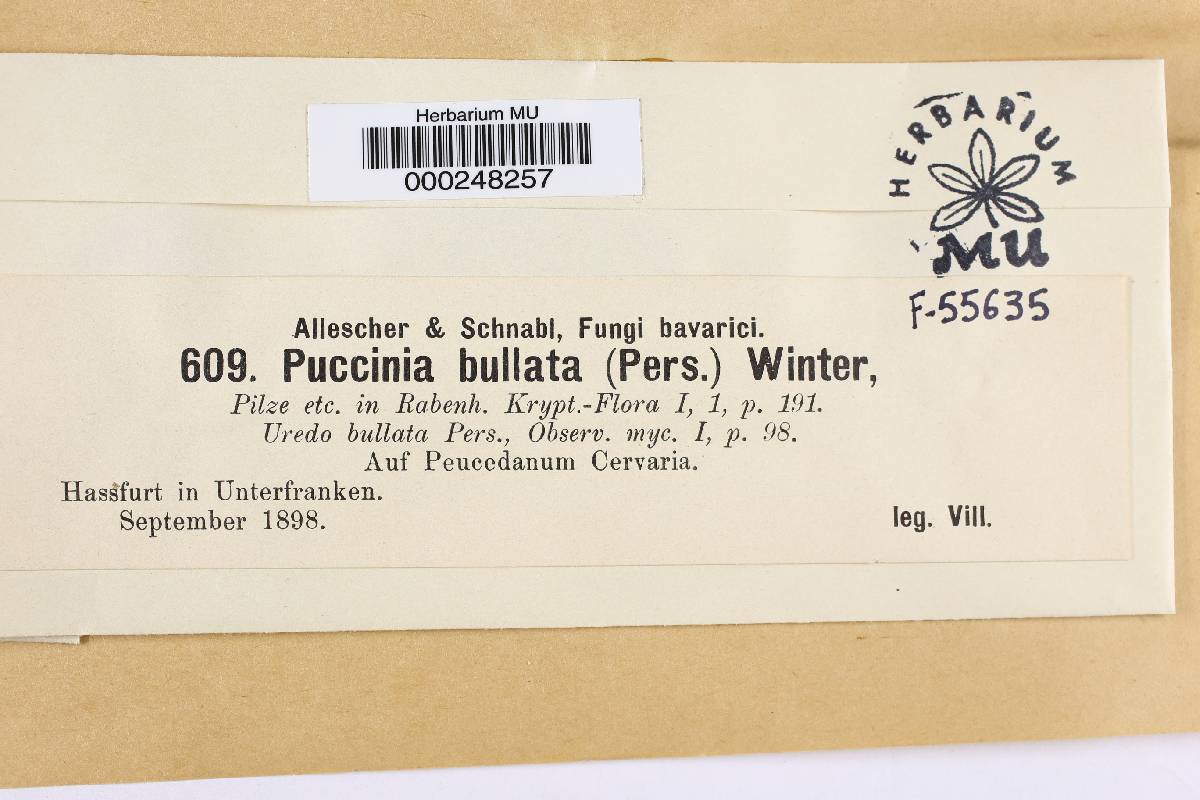 Herbarium MU
000248257
HERBARIUM
MU
F-55635
Allescher & Schnabl, Fungi bavarici.
609. Puccinia bullata (Pers.) Winter,
Pilze etc. in Rabenh. Krypt.-Flora I, 1, p. 191.
Uredo bullata Pers., Observ. myc. I, p. 98.
Auf Peucedanum Cervaria.
Hassfurt in Unterfranken.
September 1898.
leg. Vill.